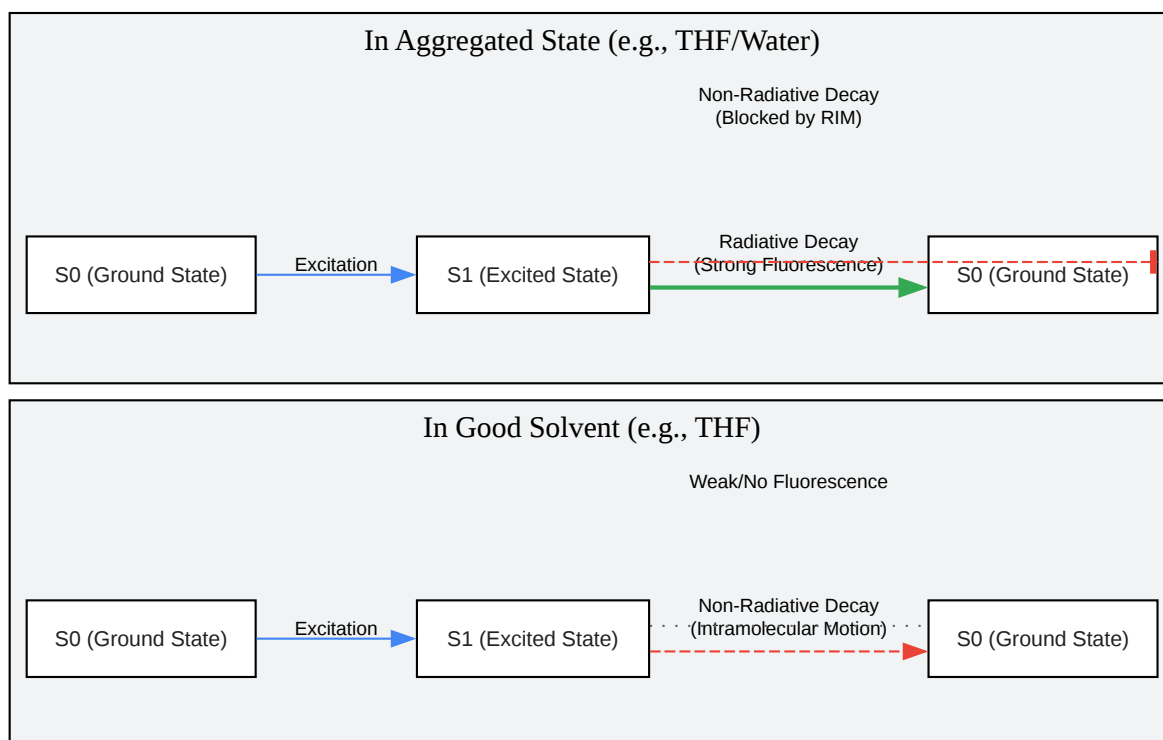 In Aggregated State (e.g., THF/Water)
Non-Radiative Decay
(Blocked by RIM)
S0 (Ground State)
Excitation
S1 (Excited State)
Radiative Decay
(Strong Fluorescence)
S0 (Ground State)
In Good Solvent (e.g., THF)
Weak/No Fluorescence
S0 (Ground State)
Excitation
S1 (Excited State)
Non-Radiative Decay
(Intramolecular Motion)
S0 (Ground State)